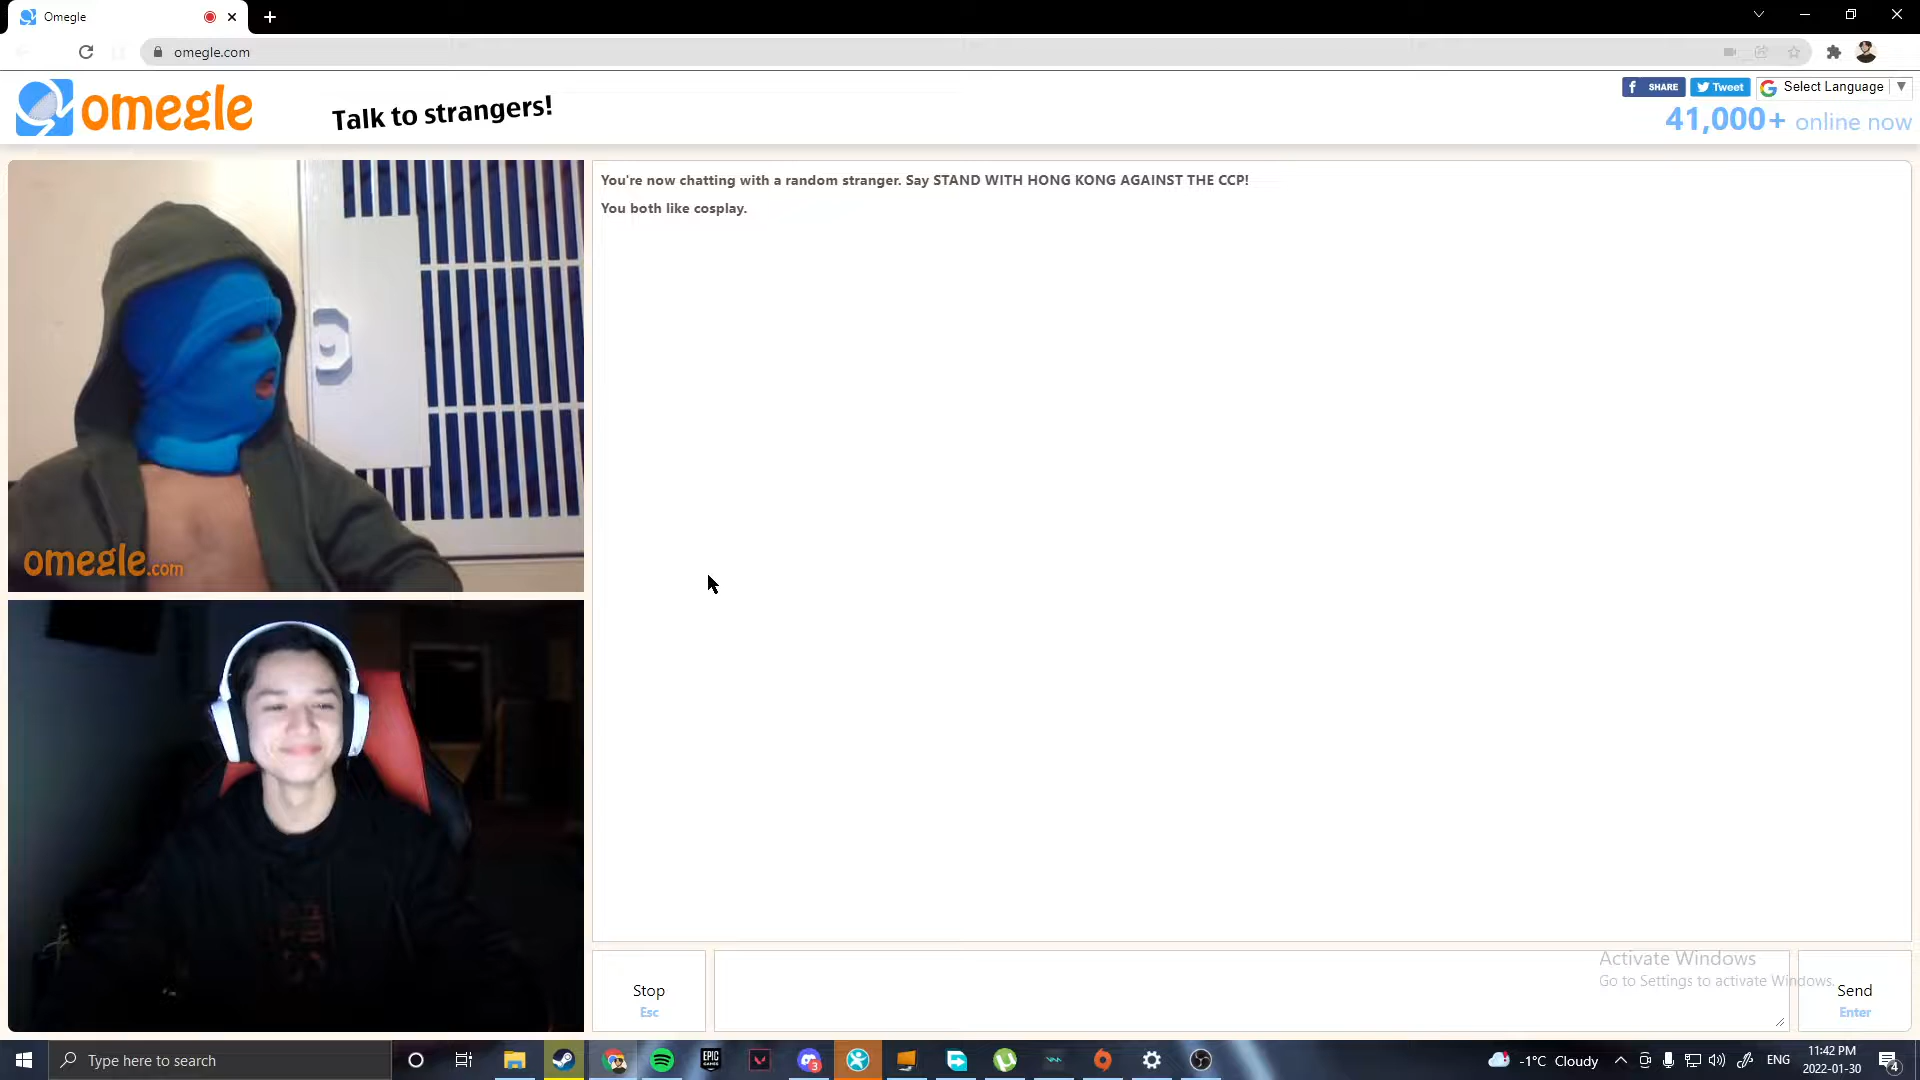 Omegle
omegle.com
omegle
Talk to strangers!
SHARE
Tweet
Select Language
41,000+ online now
You're now chatting with a random stranger. Say STAND WITH HONG KONG AGAINST THE CCP!
You both like cosplay.
omegle.com
Stop
Esc
Activate Windows
Go to Settings to activate Windows.
Send
Enter
Type here to search
EPIC
3
-1°C Cloudy
ENG
11:42 PM
2022-01-30
4